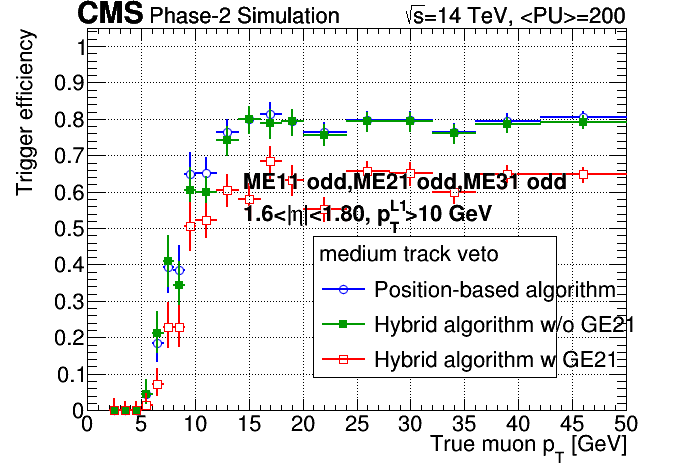 CMS Phase-2 Simulation √s=14 TeV, <PU>=200
Trigger efficiency
1
0.9
0.8
0.7
0.6
0.5
0.4
0.3
0.2
0.1
0
ME11 odd,ME21 odd,ME31 odd
1.6<|η|<1.80, p_T^L1>10 GeV
medium track veto
Position-based algorithm
Hybrid algorithm w/o GE21
Hybrid algorithm w GE21
0 5 10 15 20 25 30 35 40 45 50
True muon p_T [GeV]